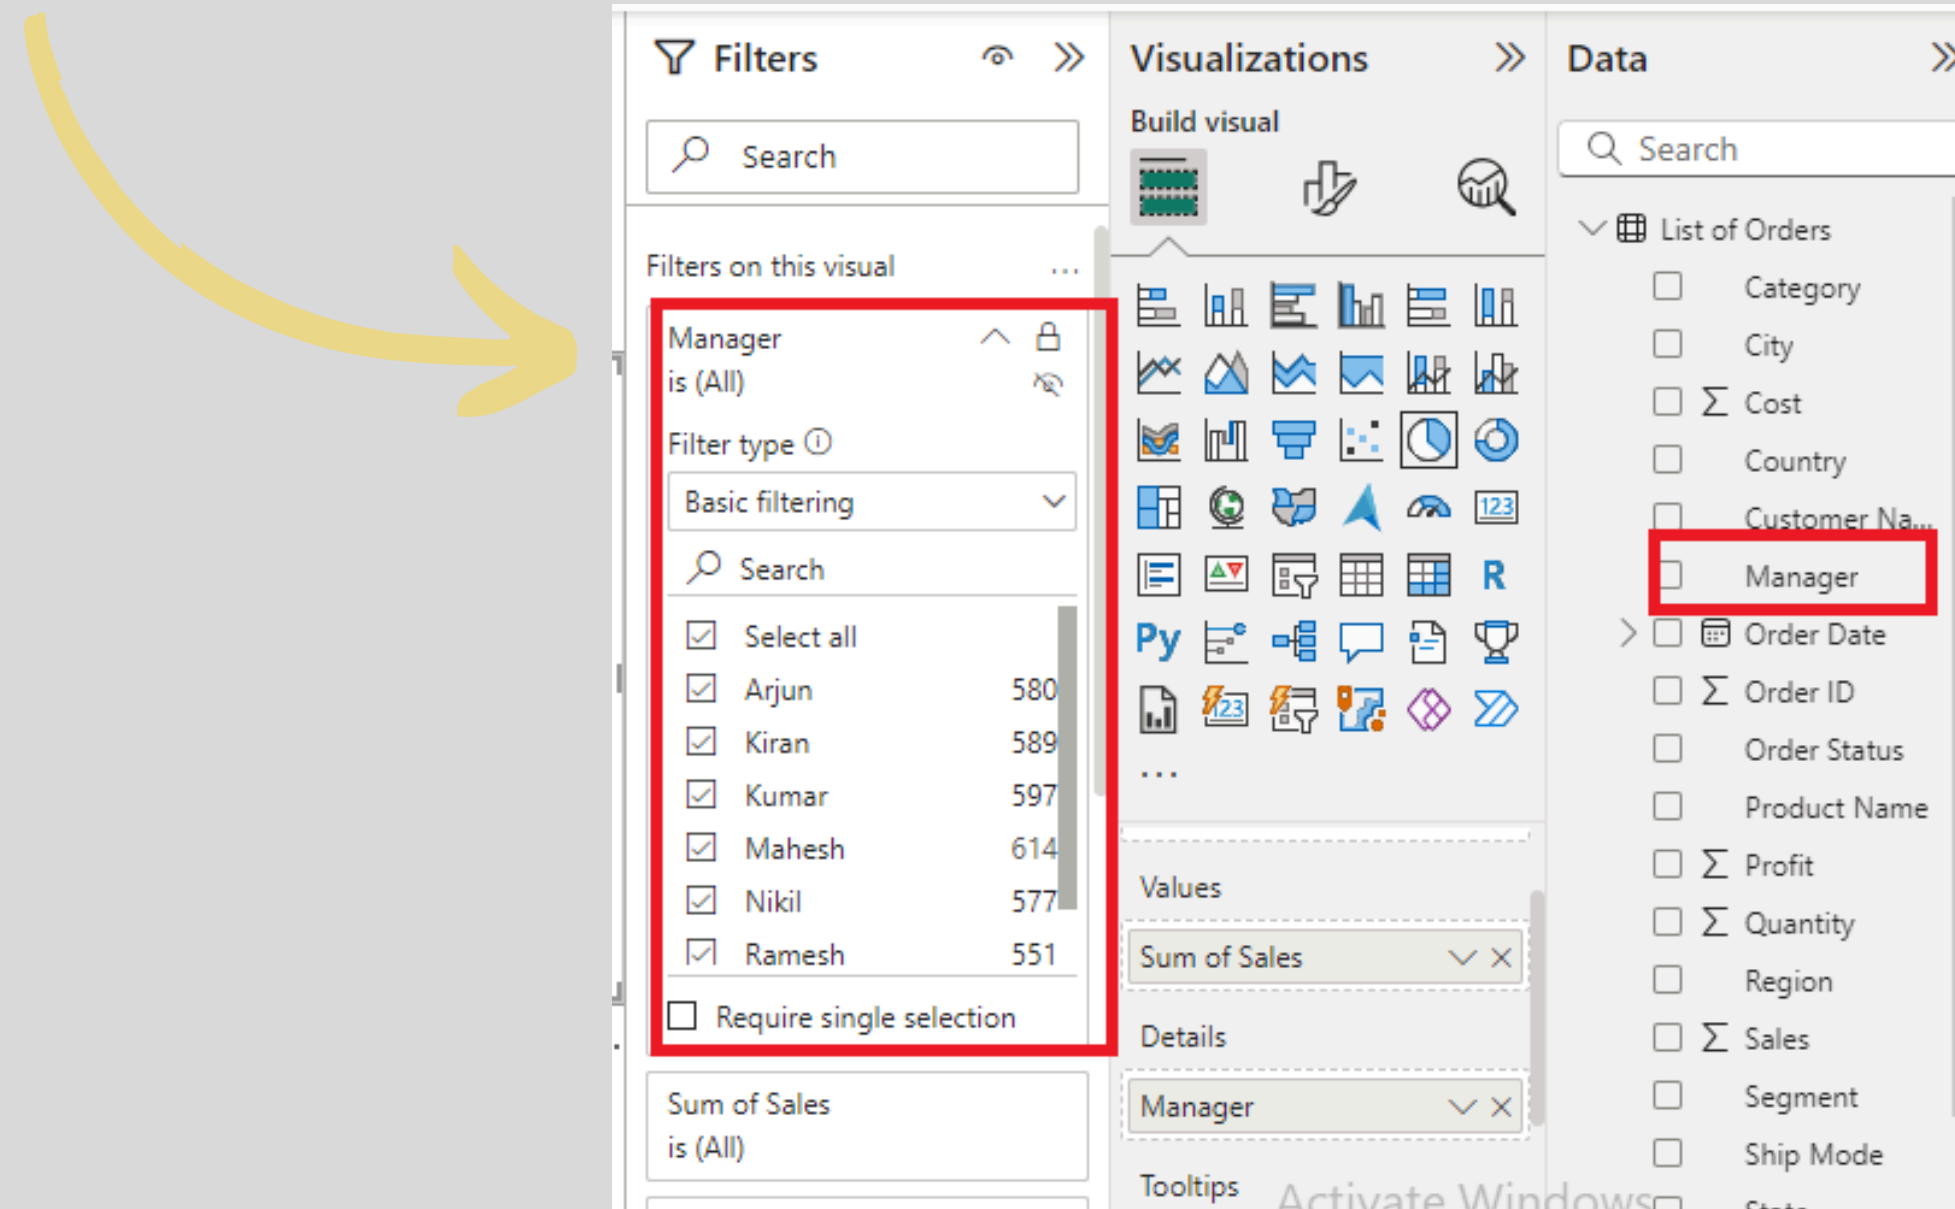 Filters
Search
Filters on this visual
...
Manager
is (All)
Filter type
Basic filtering
Search
Select all
Arjun 580
Kiran 589
Kumar 597
Mahesh 614
Nikil 577
Ramesh 551
Require single selection
Sum of Sales
is (All)
Visualizations
Build visual
123
R
Py
123
...
Values
Sum of Sales
Details
Manager
Tooltips
Data
Search
List of Orders
Category
City
Σ Cost
Country
Customer Na...
Manager
Order Date
Σ Order ID
Order Status
Product Name
Σ Profit
Σ Quantity
Region
Σ Sales
Segment
Ship Mode
State
Activate Windows